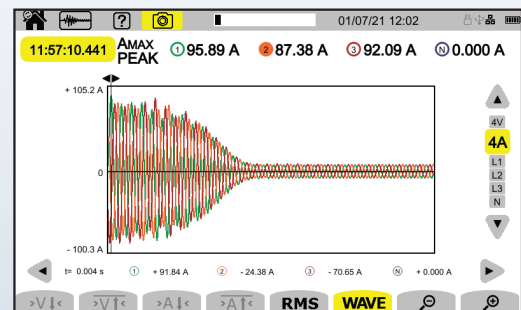 ? 01/07/21 12:02
11:57:10.441 AMAX PEAK 1 95.89 A 2 87.38 A 3 92.09 A N 0.000 A
+ 105.2 A
0
- 100.3 A
4V
4A
L1
L2
L3
N
t= 0.004 s 1 + 91.84 A 2 - 24.38 A 3 - 70.65 A N + 0.000 A
>V↓< >V↑< >A↓< >A↑< RMS WAVE